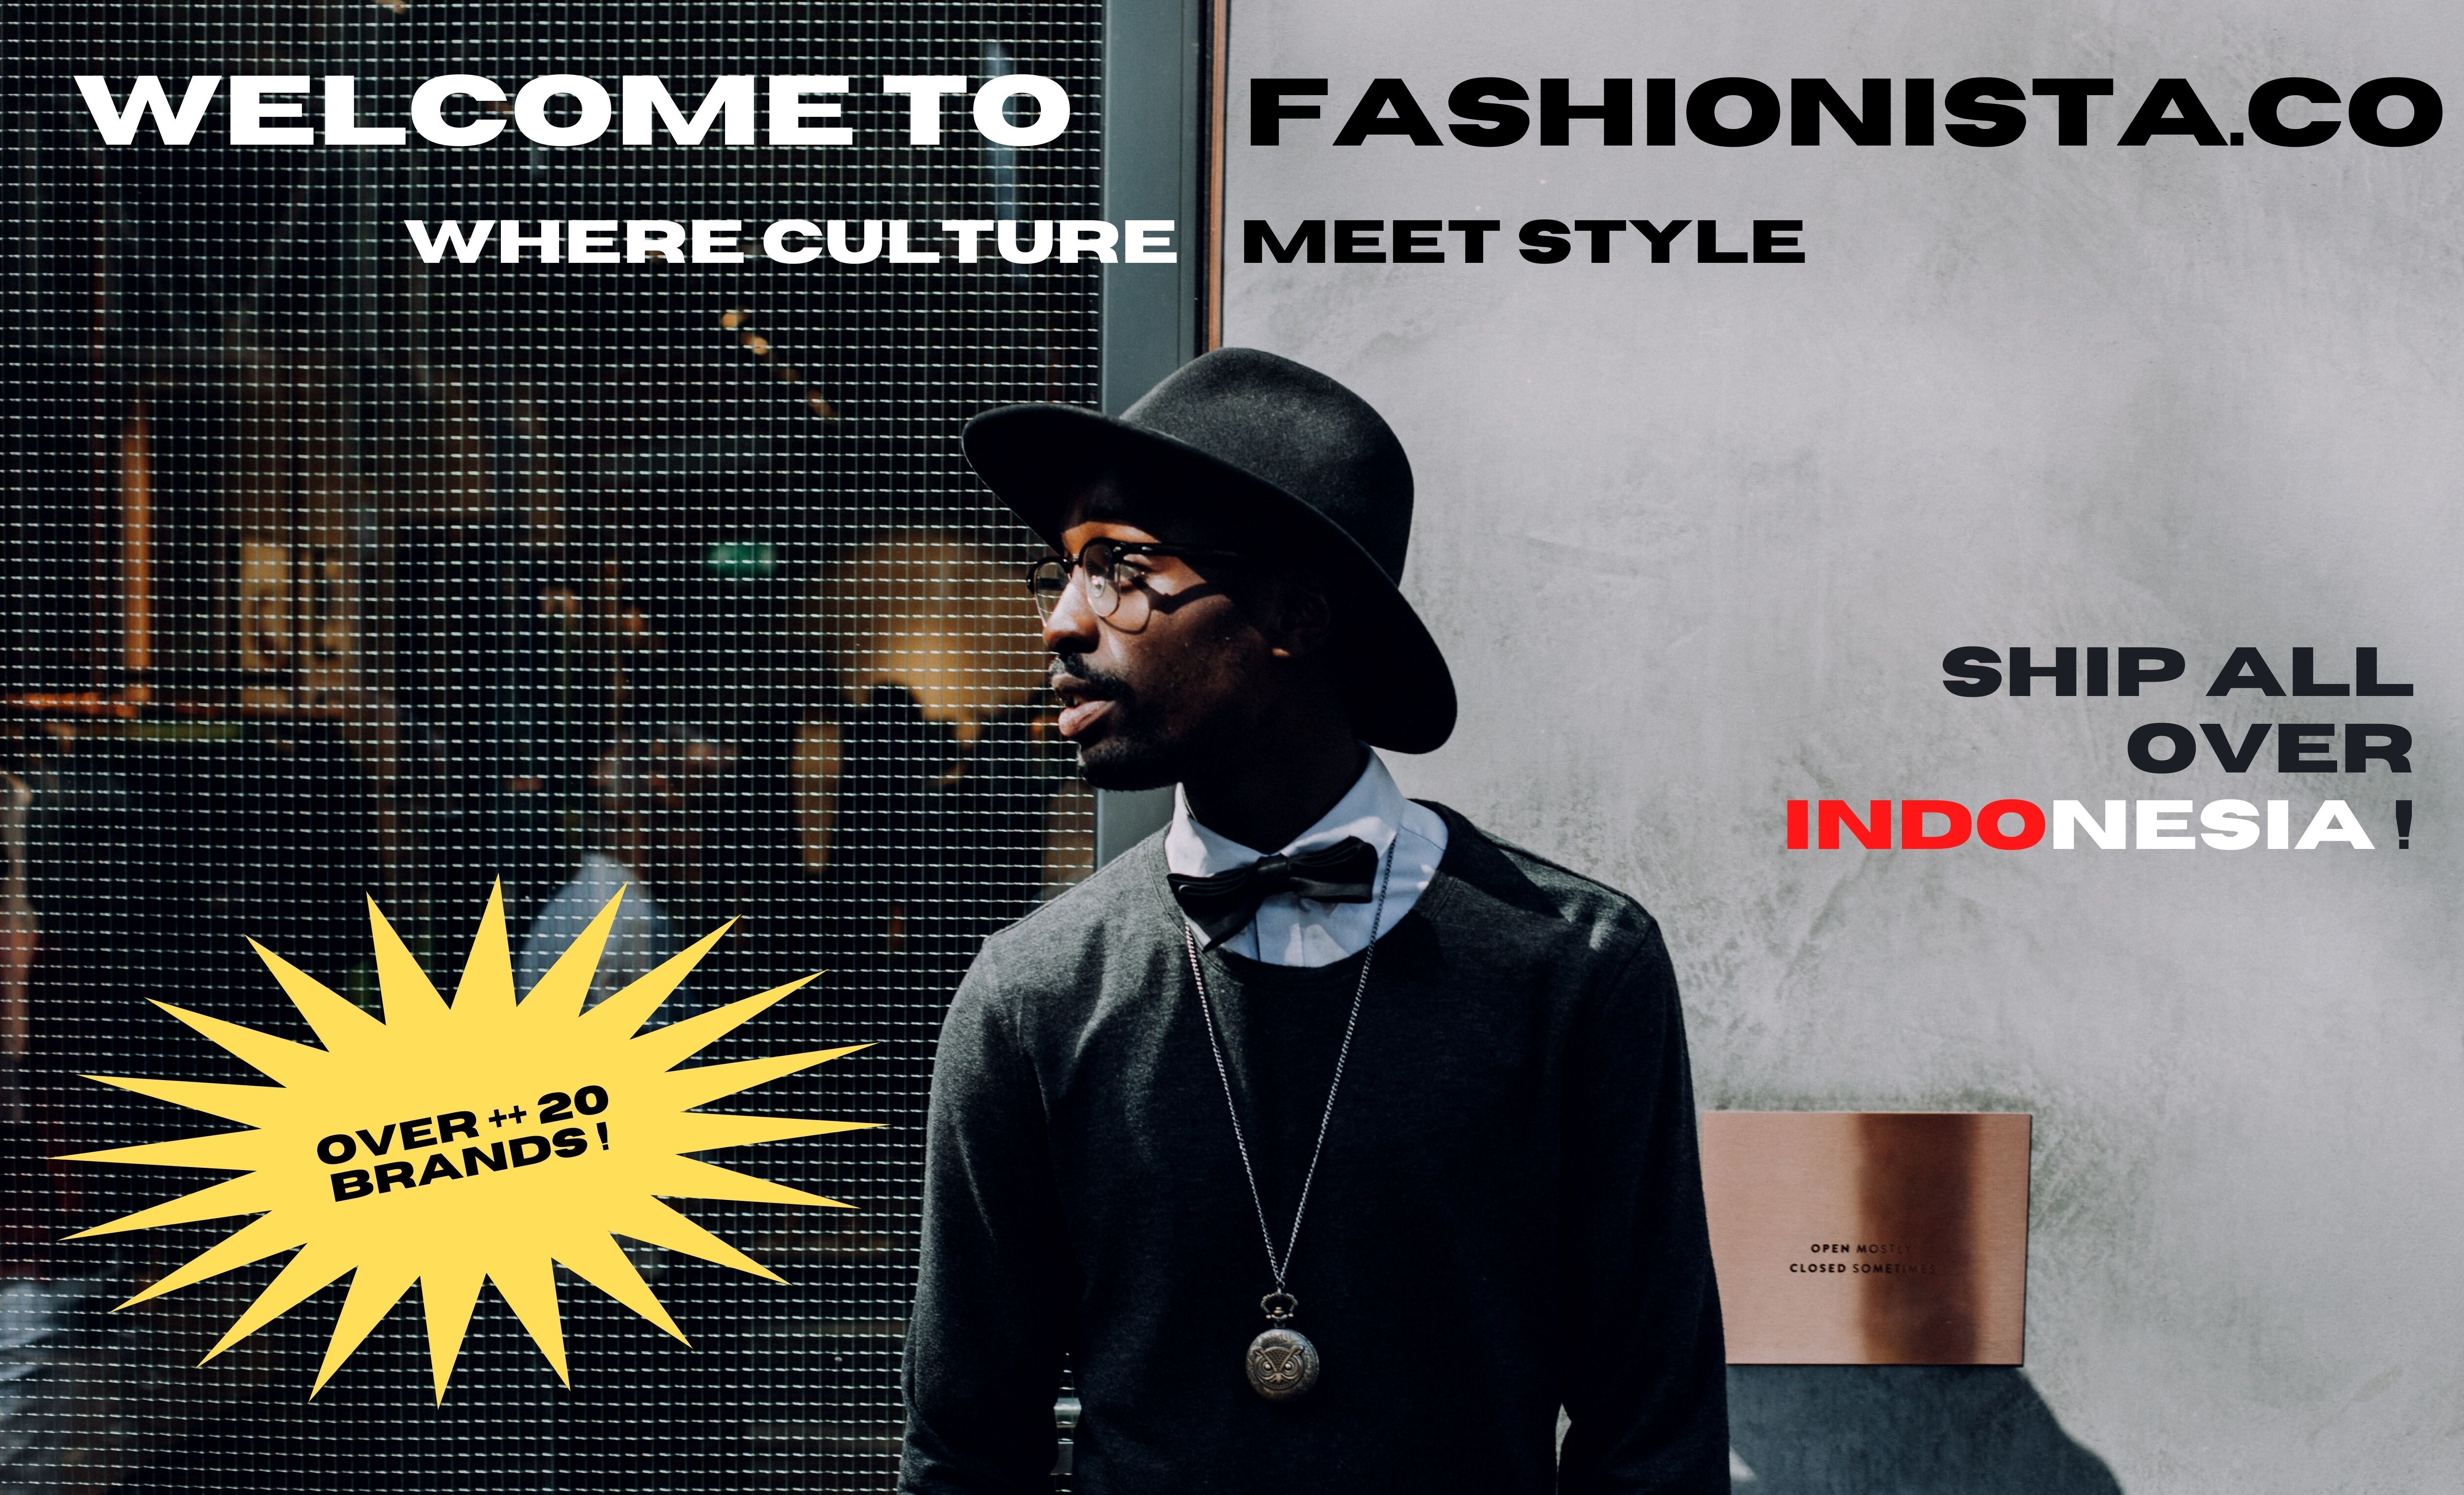 WELCOME TO FASHIONISTA.CO
WHERE CULTURE MEET STYLE
SHIP ALL
OVER
INDONESIA !
OVER ++ 20
BRANDS !
OPEN MOSTLY
CLOSED SOMETIMES